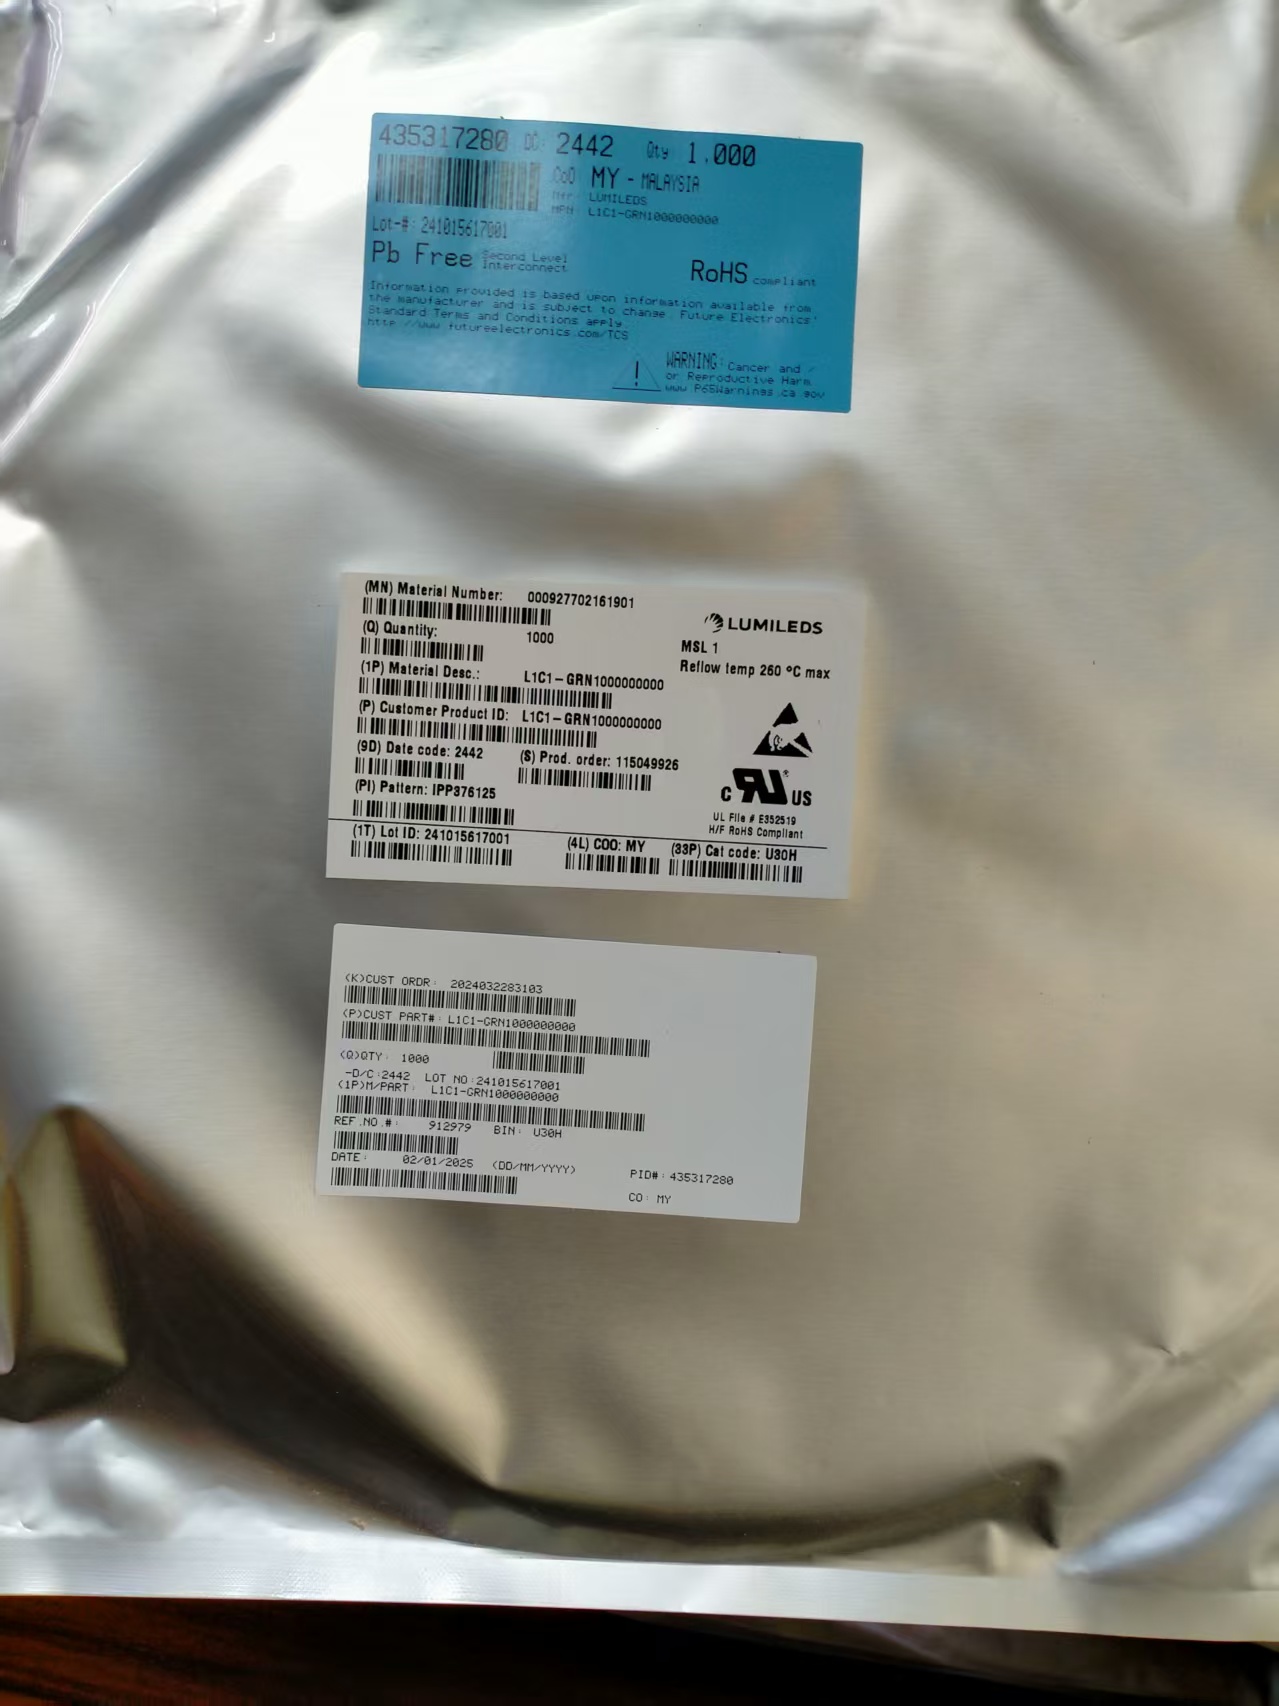 435317280 DC: 2442 Qty 1,000
CoO MY - MALAYSIA
Mfr: LUMILEDS
MPN: L1C1-GRN1000000000
Lot-#: 241015617001
Pb Free Second Level Interconnect
RoHS compliant
Information provided is based upon information available from
the manufacturer and is subject to change. Future Electronics'
Standard Terms and Conditions apply.
http://www.futureelectronics.com/TCS
WARNING: Cancer and /
or Reproductive Harm
www.P65Warnings.ca.gov
(MN) Material Number: 000927702161901
LUMILEDS
(Q) Quantity: 1000
MSL 1
Reflow temp 260 °C max
(1P) Material Desc.: L1C1-GRN1000000000
(P) Customer Product ID: L1C1-GRN1000000000
(9D) Date code: 2442 (S) Prod. order: 115049926
(PI) Pattern: IPP376125
C RU ® US
UL File # E352519
H/F RoHS Compliant
(1T) Lot ID: 241015617001 (4L) COO: MY (33P) Cat code: U30H
(K)CUST ORDR: 2024032283103
(P)CUST PART#: L1C1-GRN1000000000
(Q)QTY: 1000
-D/C:2442 LOT NO:241015617001
(1P)M/PART: L1C1-GRN1000000000
REF.NO.#: 912979 BIN: U30H
DATE: 02/01/2025 (DD/MM/YYYY)
PID#: 435317280
CO: MY